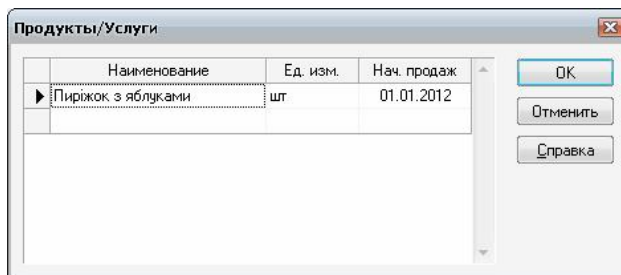 Продукты/Услуги
Наименование Ед. изм. Нач. продаж
Пиріжок з яблуками шт 01.01.2012
OK
Отменить
Справка